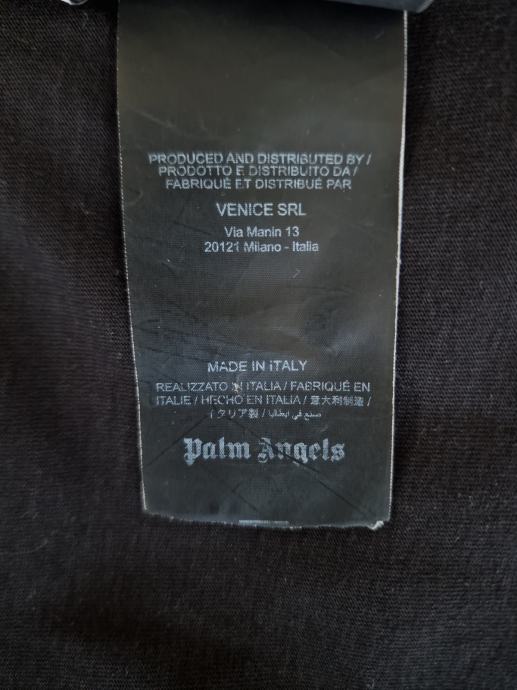 PRODUCED AND DISTRIBUTED BY /
PRODOTTO E DISTRIBUITO DA /
FABRIQUÉ ET DISTRIBUÉ PAR
VENICE SRL
Via Manin 13
20121 Milano - Italia
MADE IN ITALY
REALIZZATO IN ITALIA / FABRIQUÉ EN
ITALIE / HECHO EN ITALIA / 意大利制造 /
イタリア製 / صنع في ايطاليا
Palm Angels